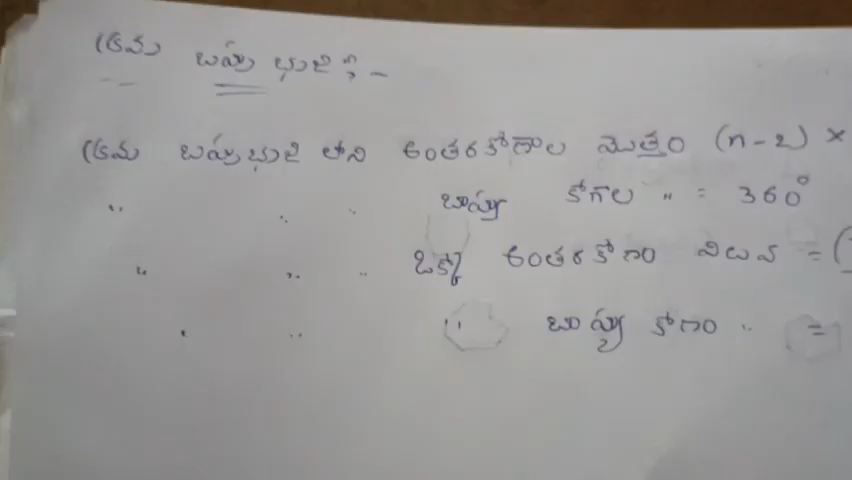 క్రమ బహుభుజి :-
క్రమ బహుభుజి లోని అంతరకోణాల మొత్తం (n-2) ×
" " " బాహ్య కోణాల " = 360°
" " " ఒక్కో అంతరకోణం విలువ = (
" " " బాహ్య కోణం " =